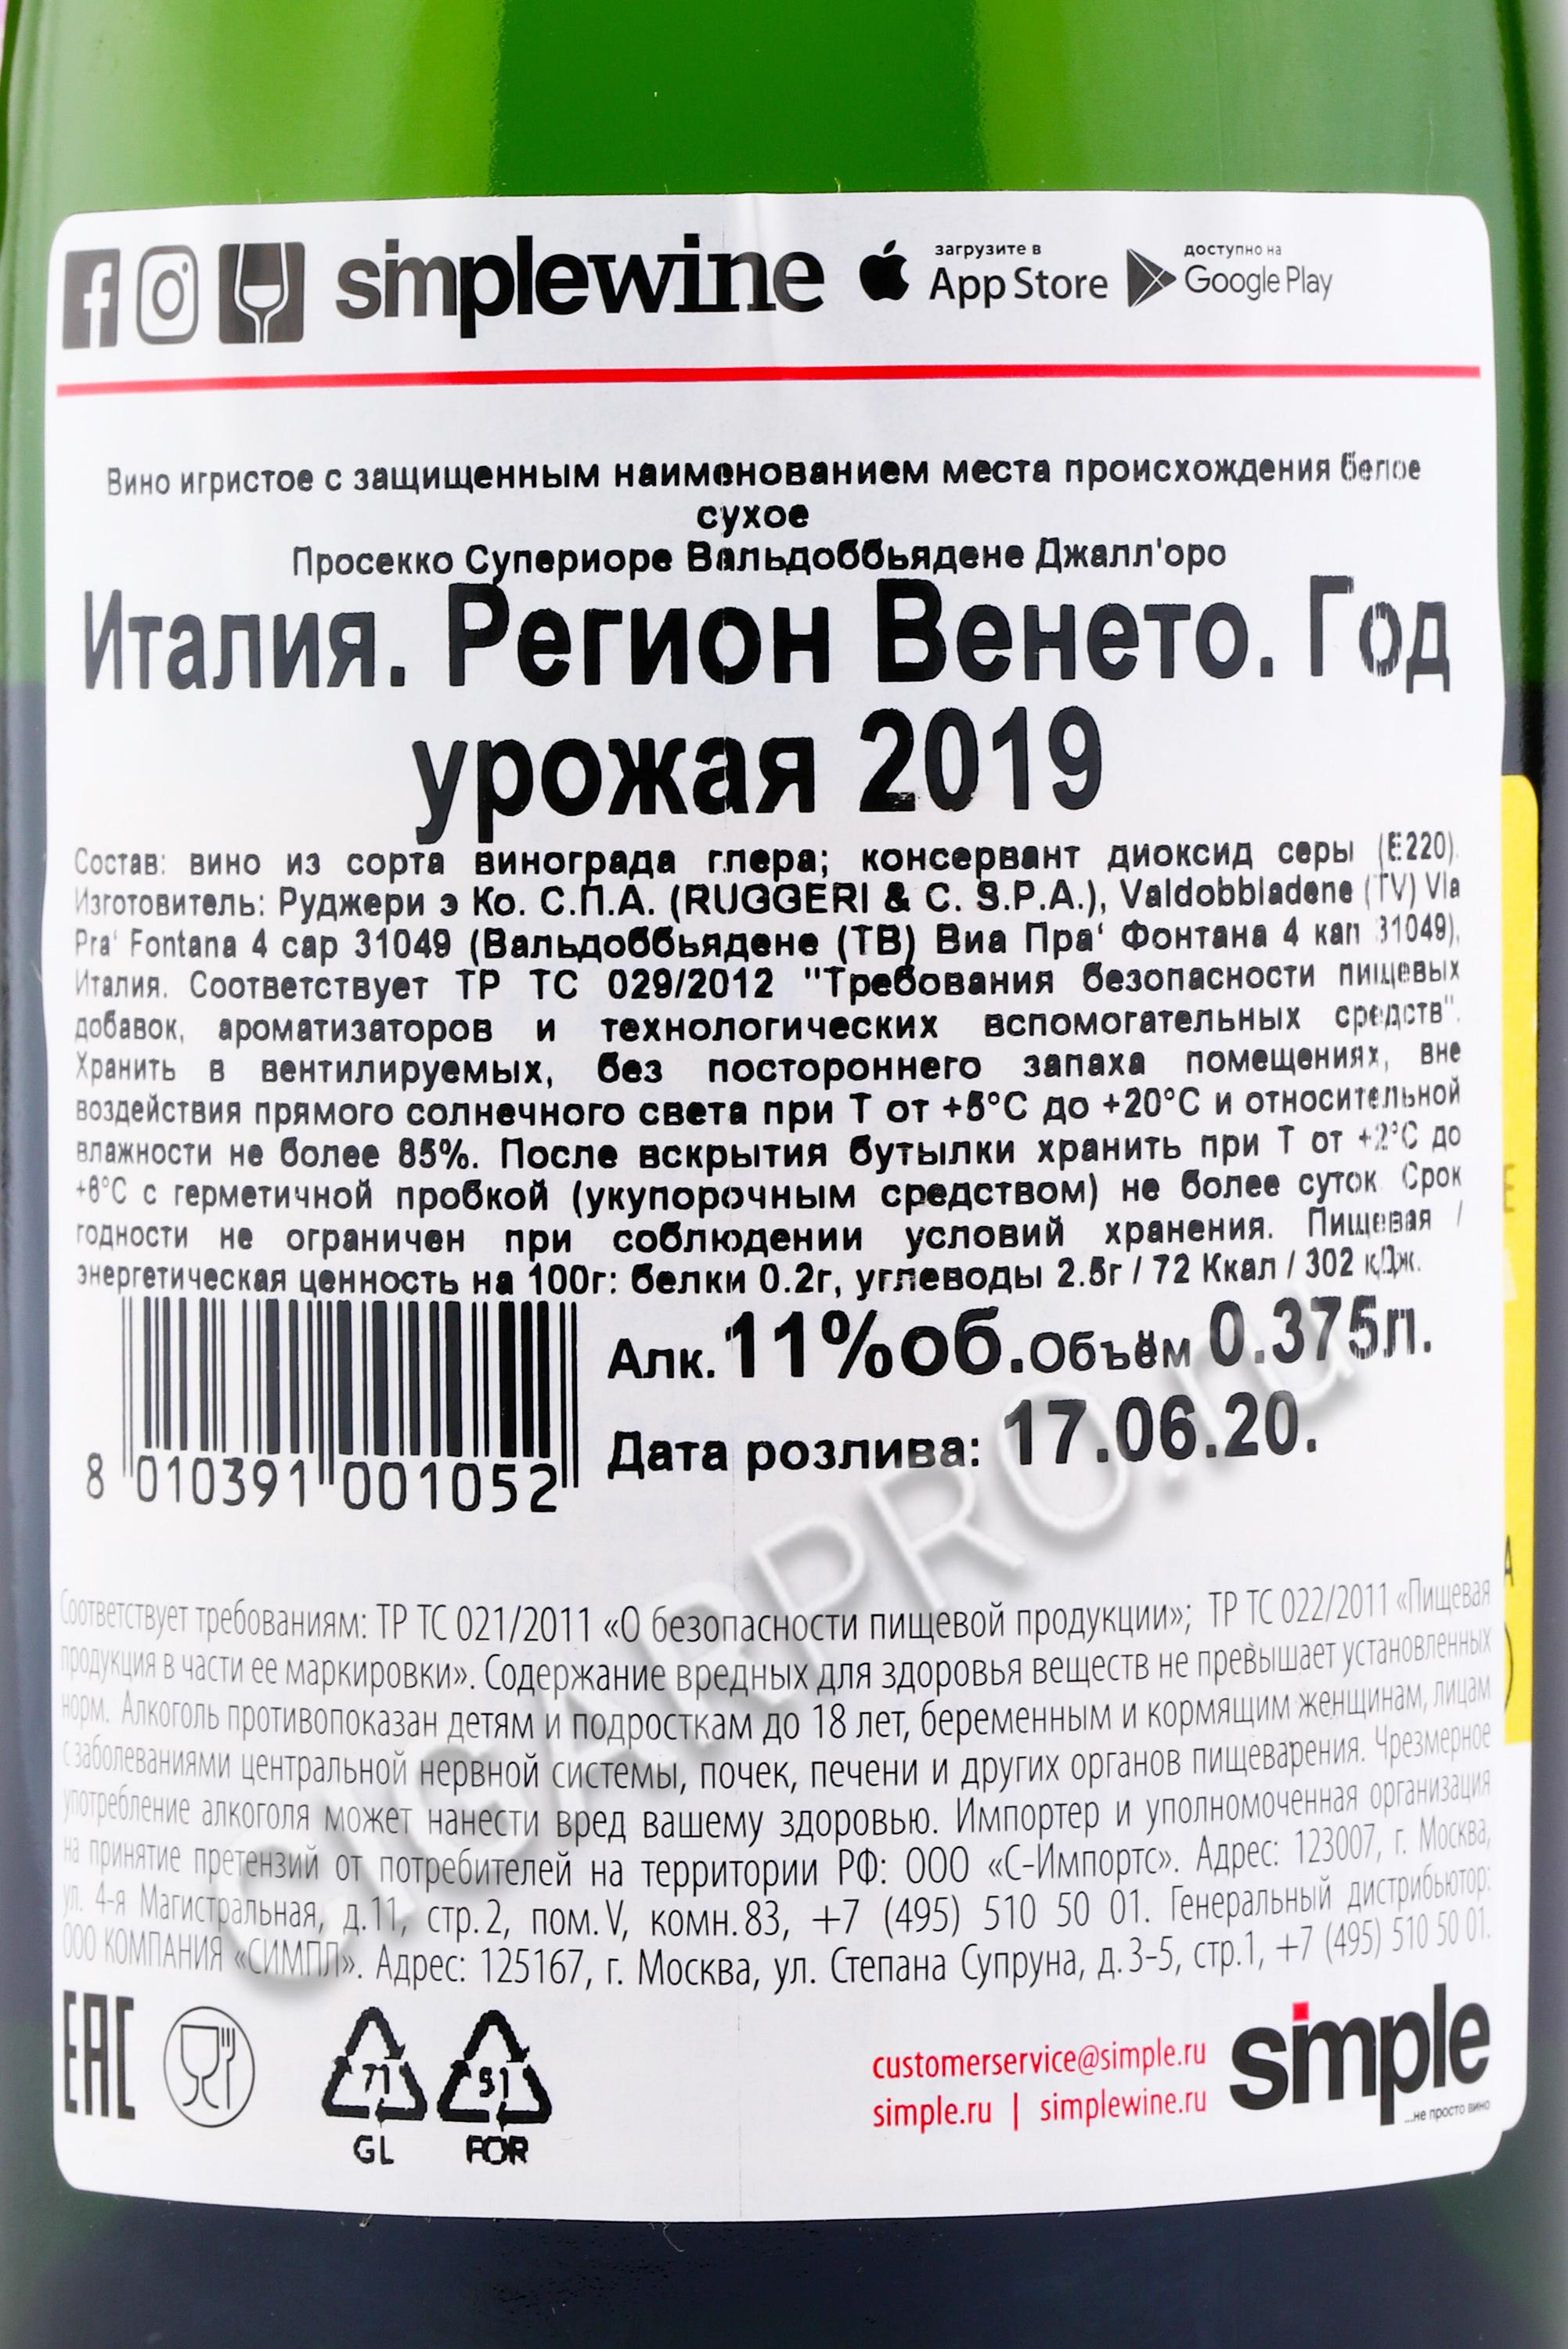 simplewine
загрузите в
App Store
доступно на
Google Play
Вино игристое с защищенным наименованием места происхождения белое
сухое
Просекко Супериоре Вальдоббьядене Джалл'оро
Италия. Регион Венето. Год
урожая 2019
Состав: вино из сорта винограда глера; консервант диоксид серы (Е220).
Изготовитель: Руджери э Ко. С.П.А. (RUGGERI & C. S.P.A.), Valdobbiadene (TV) Via
Pra' Fontana 4 cap 31049 (Вальдоббьядене (ТВ) Виа Пра' Фонтана 4 кап 31049),
Италия. Соответствует ТР ТС 029/2012 "Требования безопасности пищевых
добавок, ароматизаторов и технологических вспомогательных средств".
Хранить в вентилируемых, без постороннего запаха помещениях, вне
воздействия прямого солнечного света при Т от +5°С до +20°С и относительной
влажности не более 85%. После вскрытия бутылки хранить при Т от +2°С до
+6°С с герметичной пробкой (укупорочным средством) не более суток. Срок
годности не ограничен при соблюдении условий хранения. Пищевая /
энергетическая ценность на 100г: белки 0.2г, углеводы 2.5г / 72 Ккал / 302 кДж.
Алк. 11%об. Объём 0.375л.
Дата розлива: 17.06.20.
8 010391 001052
Соответствует требованиям: ТР ТС 021/2011 «О безопасности пищевой продукции»; ТР ТС 022/2011 «Пищевая
продукция в части ее маркировки». Содержание вредных для здоровья веществ не превышает установленных
норм. Алкоголь противопоказан детям и подросткам до 18 лет, беременным и кормящим женщинам, лицам
с заболеваниями центральной нервной системы, почек, печени и других органов пищеварения. Чрезмерное
употребление алкоголя может нанести вред вашему здоровью. Импортер и уполномоченная организация
на принятие претензий от потребителей на территории РФ: ООО «С-Импортс». Адрес: 123007, г. Москва,
ул. 4-я Магистральная, д.11, стр.2, пом.V, комн.83, +7 (495) 510 50 01. Генеральный дистрибьютор:
ООО КОМПАНИЯ «СИМПЛ». Адрес: 125167, г. Москва, ул. Степана Супруна, д.3-5, стр.1, +7 (495) 510 50 01.
EAC
71
GL
51
FOR
customerservice@simple.ru
simple.ru | simplewine.ru
simple
...не просто вино
CIGARPRO.ru